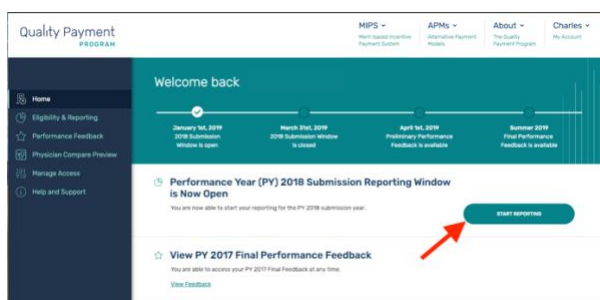 Quality Payment
PROGRAM
MIPS
Merit-based Incentive
Payment System
APMs
Alternative Payment
Models
About
The Quality
Payment Program
Charles
My Account
Home
Eligibility & Reporting
Performance Feedback
Physician Compare Preview
Manage Access
Help and Support
Welcome back
January 1st, 2019
2018 Submission
Window is open
March 31st, 2019
2018 Submission Window
is closed
April 1st, 2019
Preliminary Performance
Feedback is available
Summer 2019
Final Performance
Feedback is available
Performance Year (PY) 2018 Submission Reporting Window
is Now Open
You are now able to start your reporting for the PY 2018 submission year.
START REPORTING
View PY 2017 Final Performance Feedback
You are able to access your PY 2017 Final Feedback at any time.
View Feedback